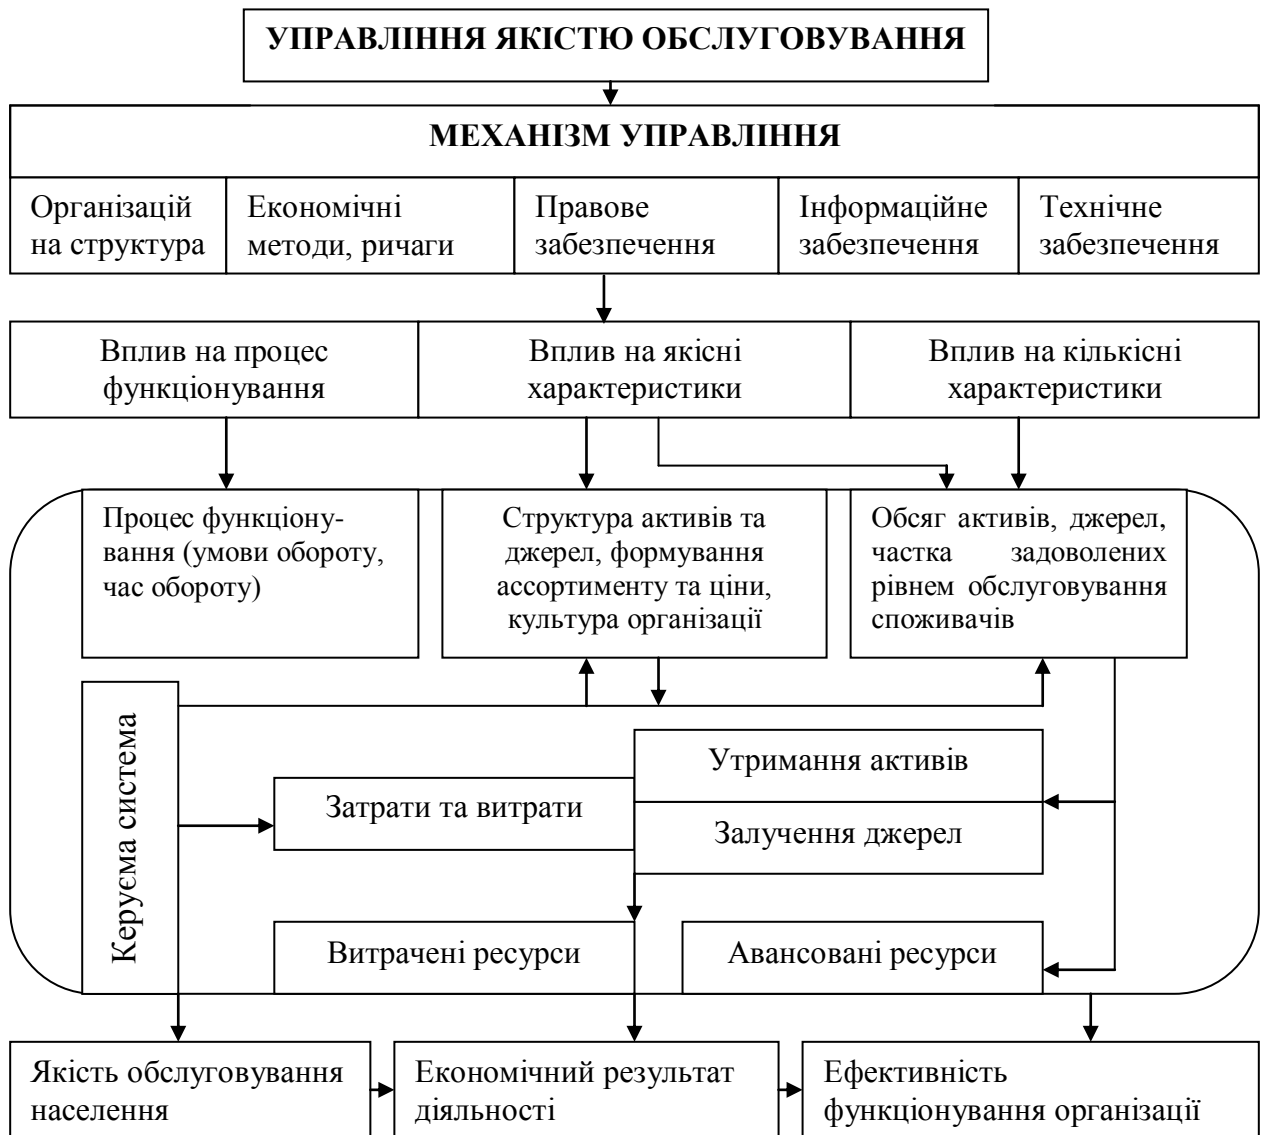 УПРАВЛІННЯ ЯКІСТЮ ОБСЛУГОВУВАННЯ
МЕХАНІЗМ УПРАВЛІННЯ
Організацій
на структура
Економічні
методи, ричаги
Правове
забезпечення
Інформаційне
забезпечення
Технічне
забезпечення
Вплив на процес
функціонування
Вплив на якісні
характеристики
Вплив на кількісні
характеристики
Процес функціону-
вання (умови обороту,
час обороту)
Структура активів та
джерел, формування
ассортименту та ціни,
культура організації
Обсяг активів, джерел,
частка задоволених
рівнем обслуговування
споживачів
Керуєма система
Утримання активів
Затрати та витрати
Залучення джерел
Витрачені ресурси
Авансовані ресурси
Якість обслуговування
населення
Економічний результат
діяльності
Ефективність
функціонування організації